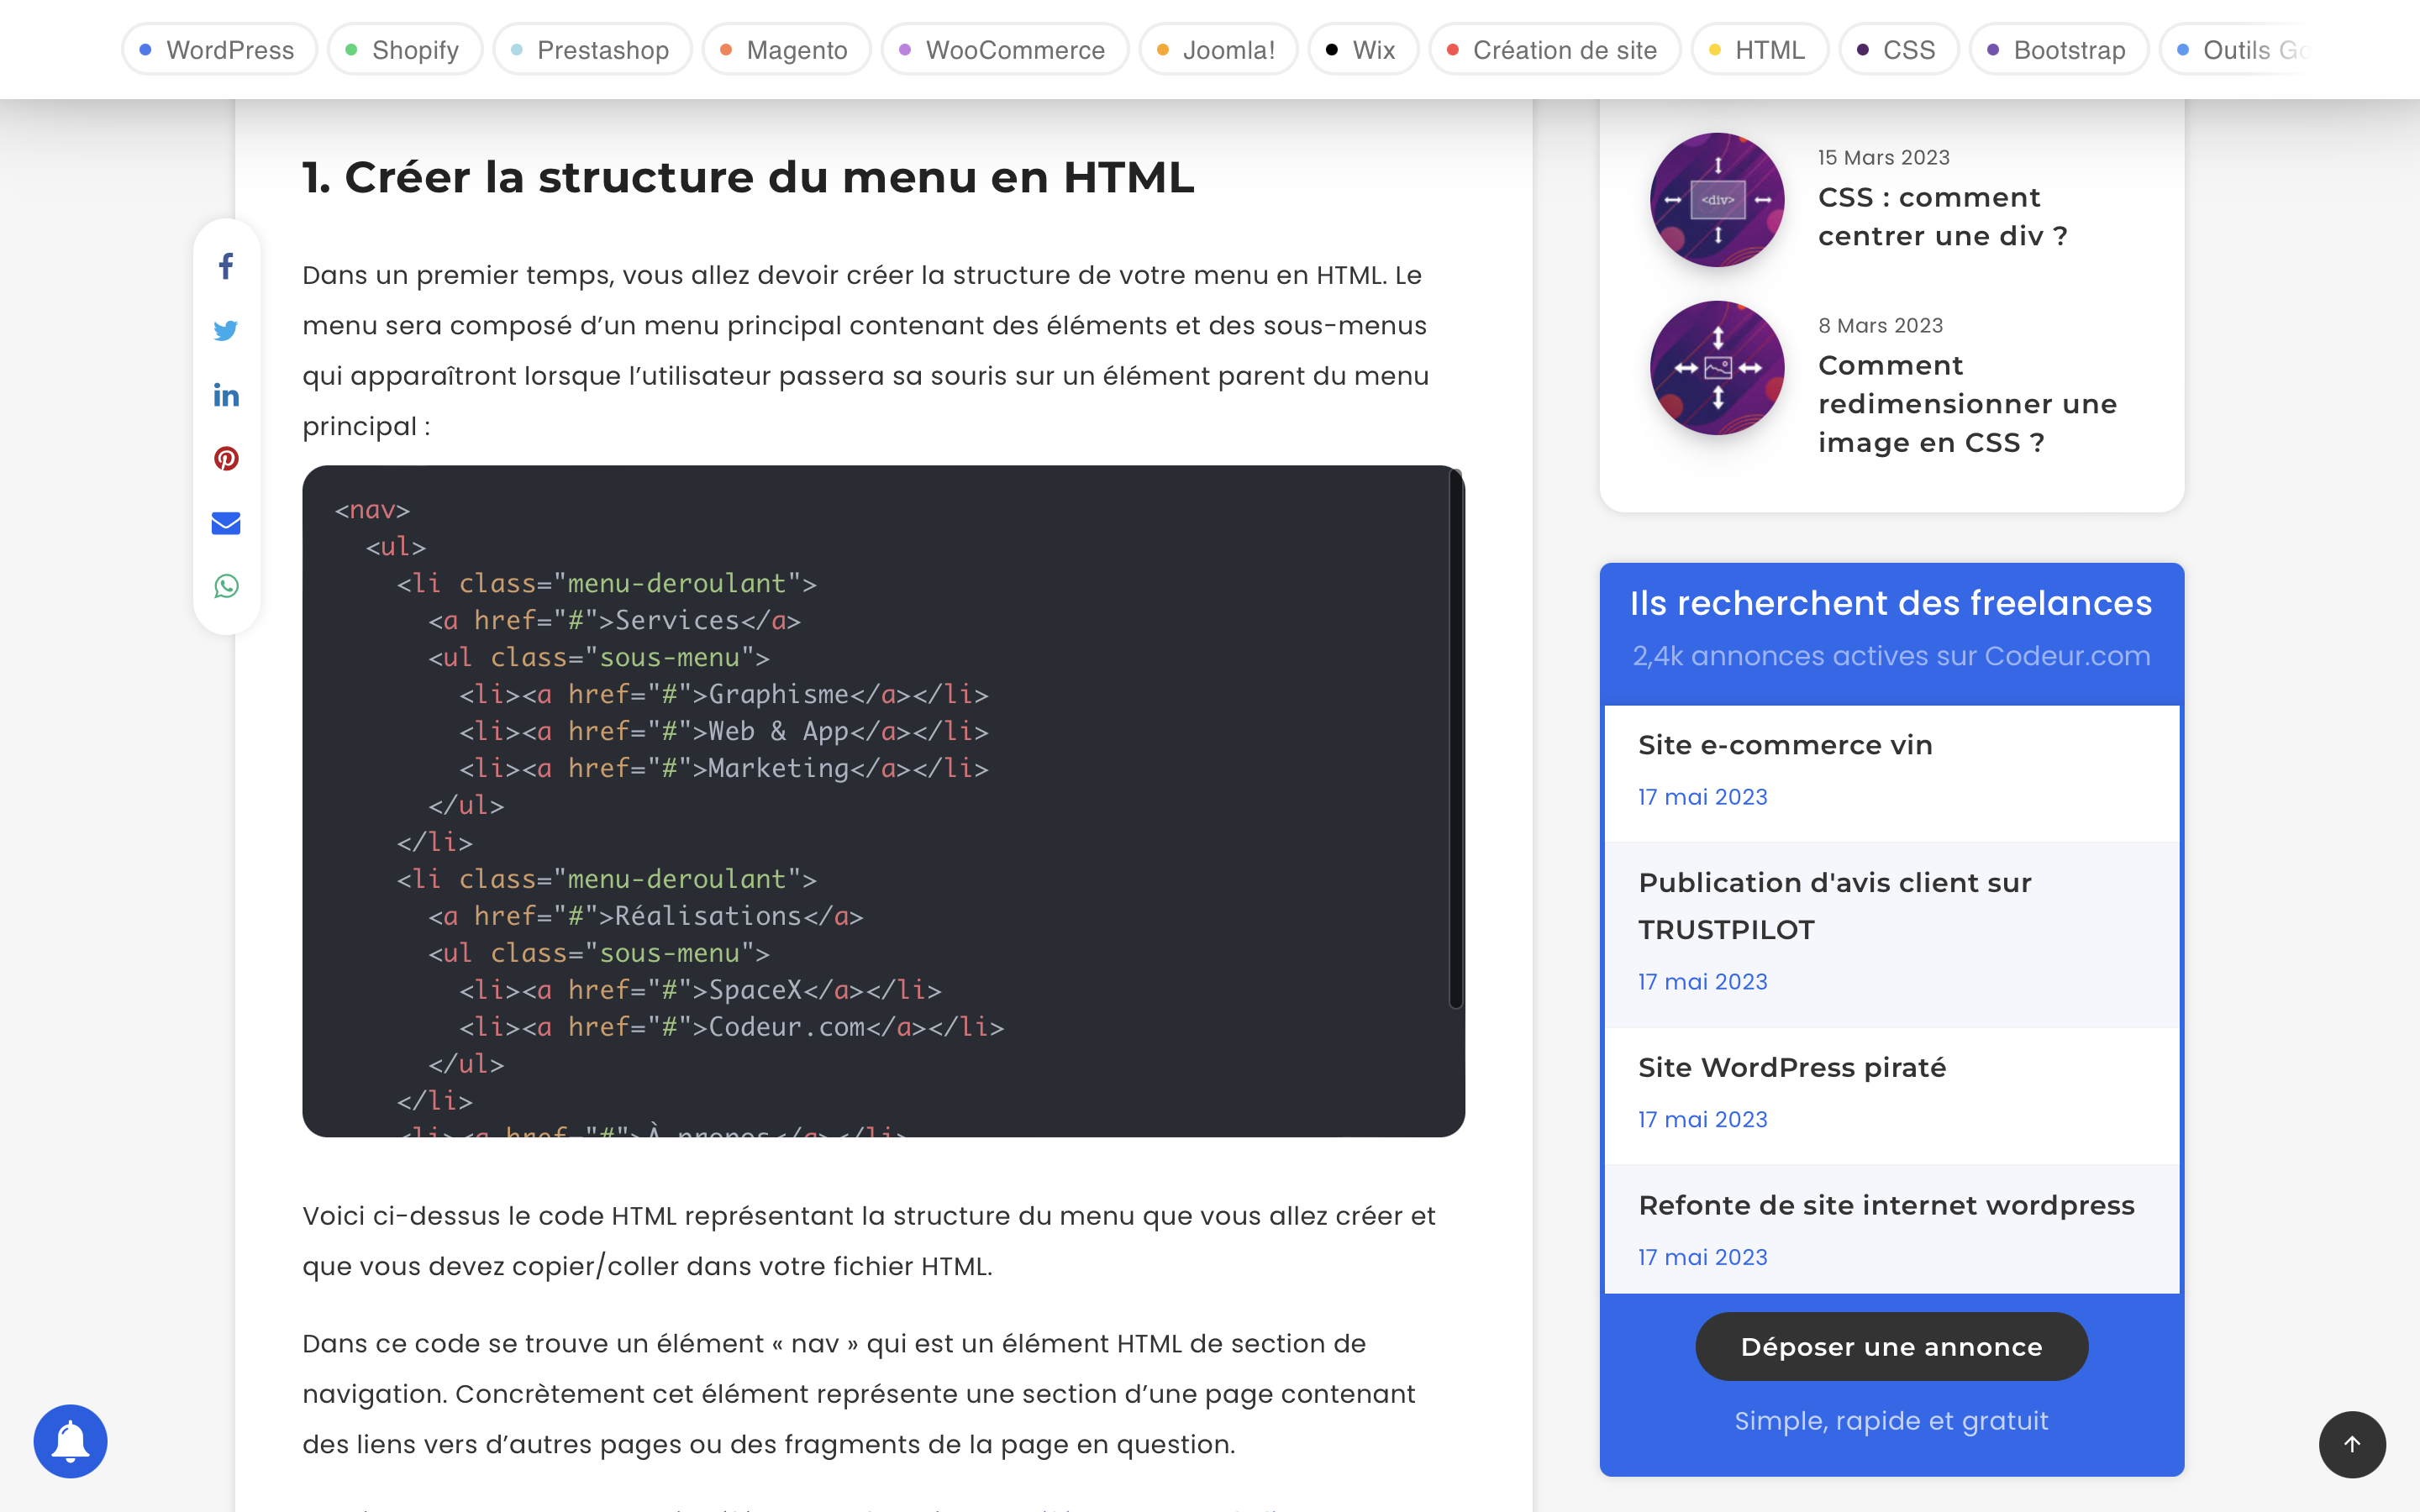 WordPress
Shopify
Prestashop
Magento
WooCommerce
Joomla!
Wix
Création de site
HTML
CSS
Bootstrap
Outils
1. Créer la structure du menu en HTML
Dans un premier temps, vous allez devoir créer la structure de votre menu en HTML. Le
menu sera composé d’un menu principal contenant des éléments et des sous-menus
qui apparaîtront lorsque l’utilisateur passera sa souris sur un élément parent du menu
principal :
<nav>
  <ul>
    <li class="menu-deroulant">
      <a href="#">Services</a>
      <ul class="sous-menu">
        <li><a href="#">Graphisme</a></li>
        <li><a href="#">Web & App</a></li>
        <li><a href="#">Marketing</a></li>
      </ul>
    </li>
    <li class="menu-deroulant">
      <a href="#">Réalisations</a>
      <ul class="sous-menu">
        <li><a href="#">SpaceX</a></li>
        <li><a href="#">Codeur.com</a></li>
      </ul>
    </li>
    <li><a href="#">À propos</a></li>
Voici ci-dessus le code HTML représentant la structure du menu que vous allez créer et
que vous devez copier/coller dans votre fichier HTML.
Dans ce code se trouve un élément « nav » qui est un élément HTML de section de
navigation. Concrètement cet élément représente une section d’une page contenant
des liens vers d’autres pages ou des fragments de la page en question.
<div>
15 Mars 2023
CSS : comment
centrer une div ?
8 Mars 2023
Comment
redimensionner une
image en CSS ?
Ils recherchent des freelances
2,4k annonces actives sur Codeur.com
Site e-commerce vin
17 mai 2023
Publication d'avis client sur
TRUSTPILOT
17 mai 2023
Site WordPress piraté
17 mai 2023
Refonte de site internet wordpress
17 mai 2023
Déposer une annonce
Simple, rapide et gratuit